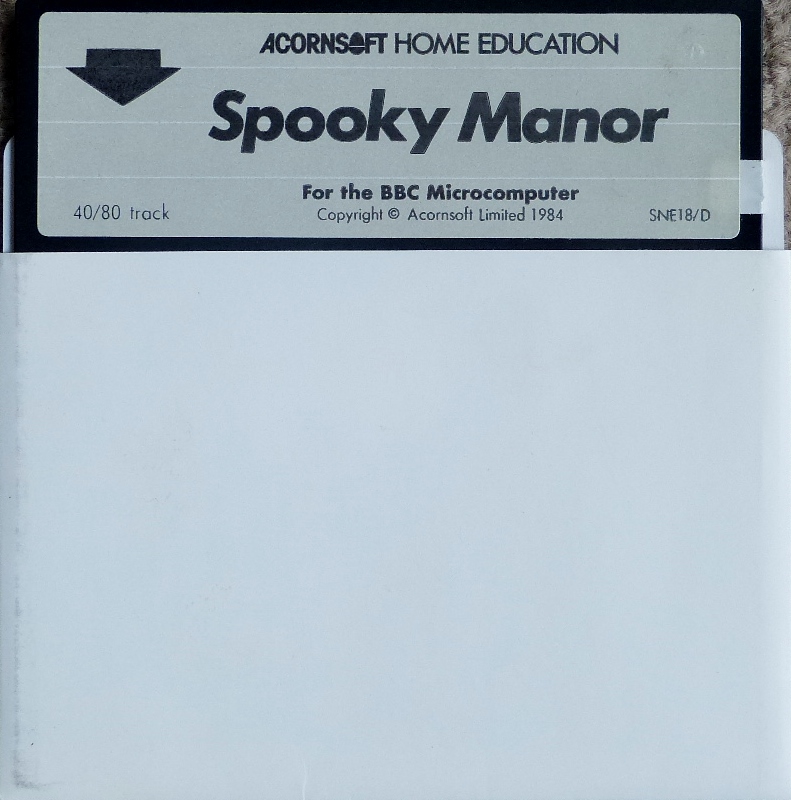 ACORNSOFT HOME EDUCATION
Spooky Manor
For the BBC Microcomputer
40/80 track Copyright © Acornsoft Limited 1984 SNE18/D